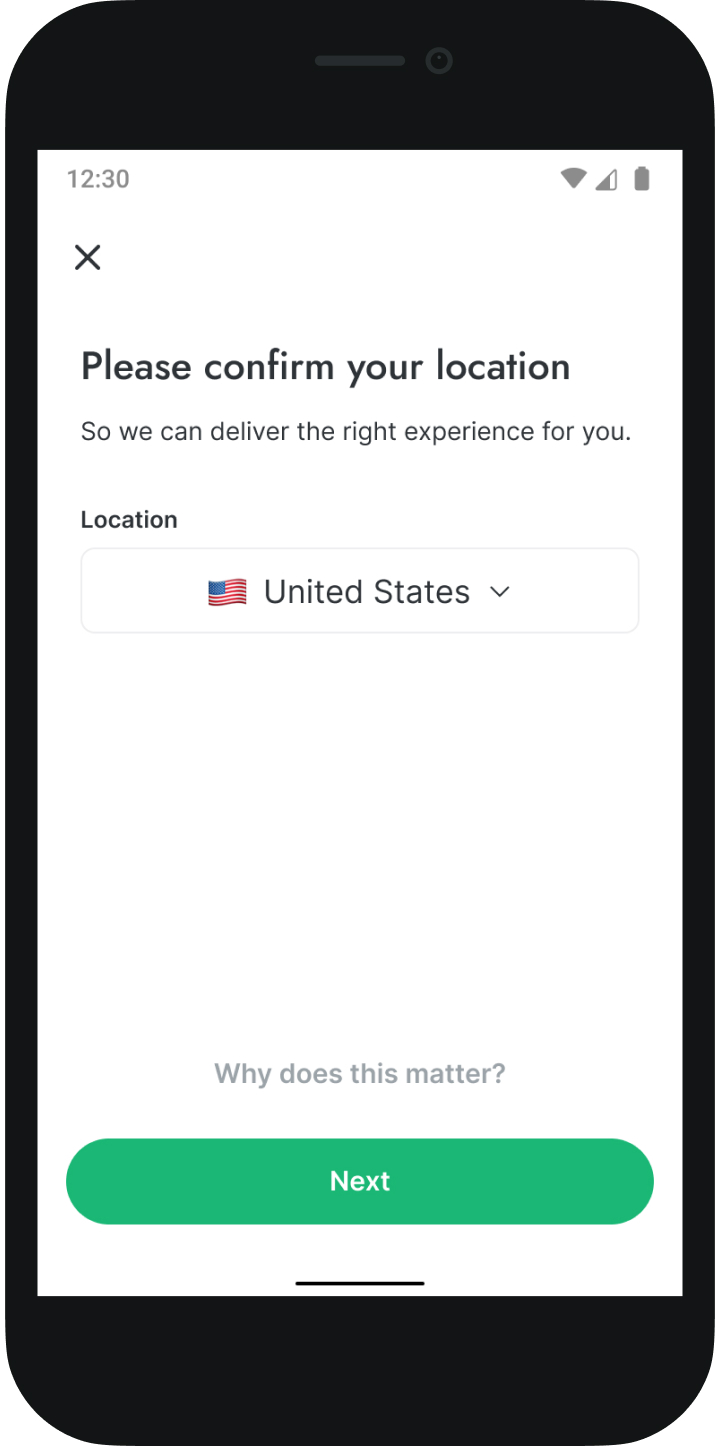 12:30
Please confirm your location
So we can deliver the right experience for you.
Location
United States
Why does this matter?
Next